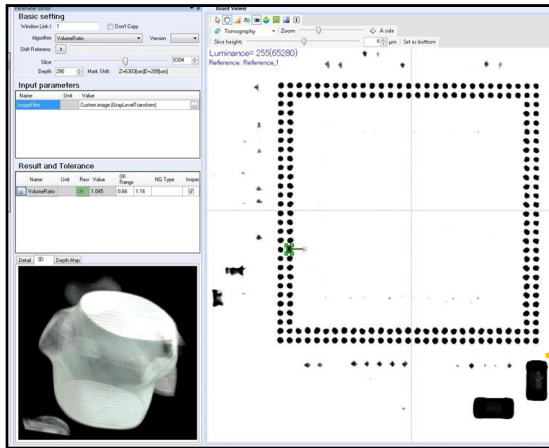 Parameter Editor
Basic setting
Window Link I 1 Don't Copy
Algorithm VolumeRatio Version
Shift Referenc
Slice 6304
Depth 290 Mark Shift Z=6303[um]D=289[um]
Input parameters
Name Unit Value
ImageFilter Custom image (GrayLevelTransform)
Result and Tolerance
Name Unit Rev Value OK Range NG Type Inspe
VolumeRatio OK 1.045 0.66 1.16
Detail 3D Depth Map
Board Viewer
Tomography Zoom A side
Slice height: μm Set as bottom
Luminance= 255(65280)
Reference: Reference_1